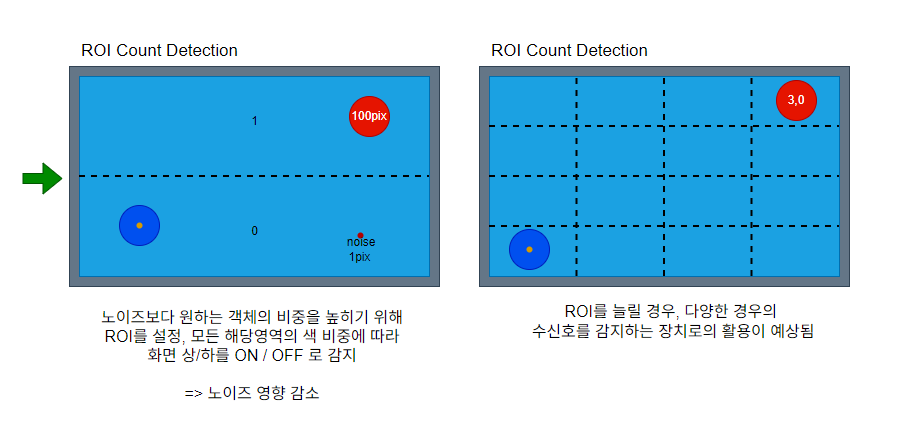 ROI Count Detection
1
100pix
0
noise
1pix
노이즈보다 원하는 객체의 비중을 높히기 위해
ROI를 설정, 모든 해당영역의 색 비중에 따라
화면 상/하를 ON / OFF 로 감지
=> 노이즈 영향 감소
ROI Count Detection
3,0
ROI를 늘릴 경우, 다양한 경우의
수신호를 감지하는 장치로의 활용이 예상됨